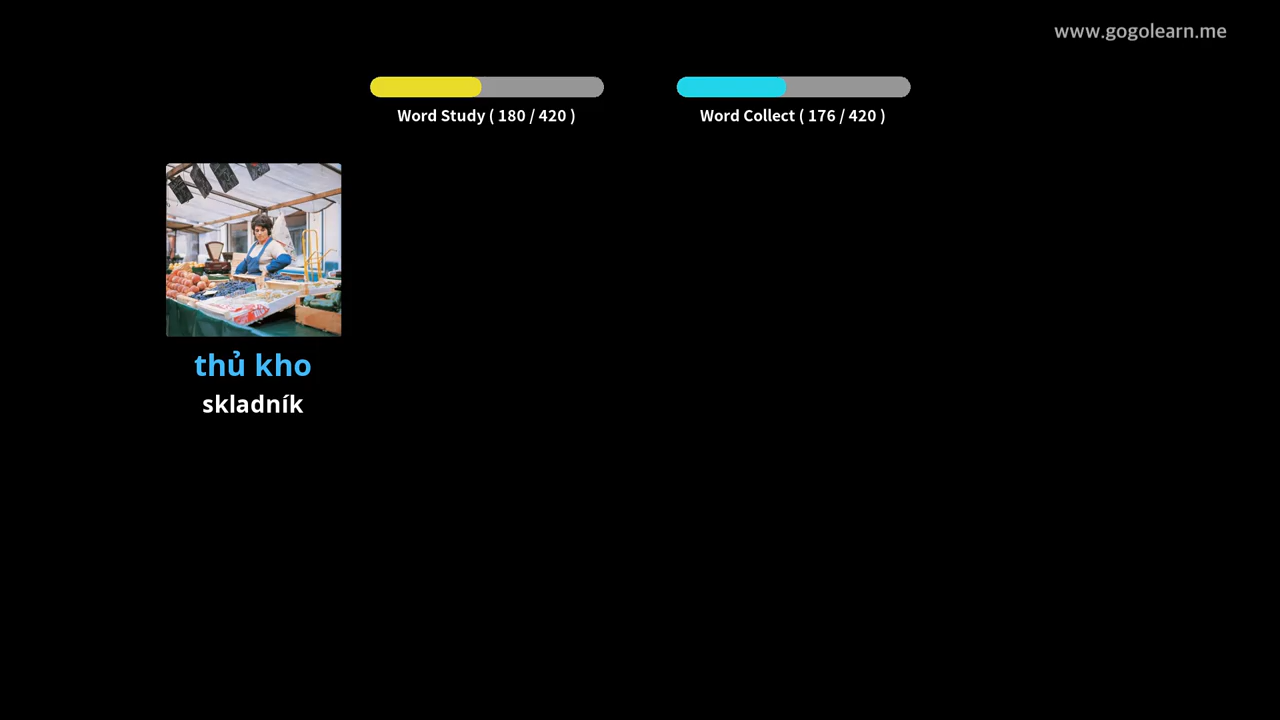 www.gogolearn.me
Word Study ( 180 / 420 )
Word Collect ( 176 / 420 )
thủ kho
skladník